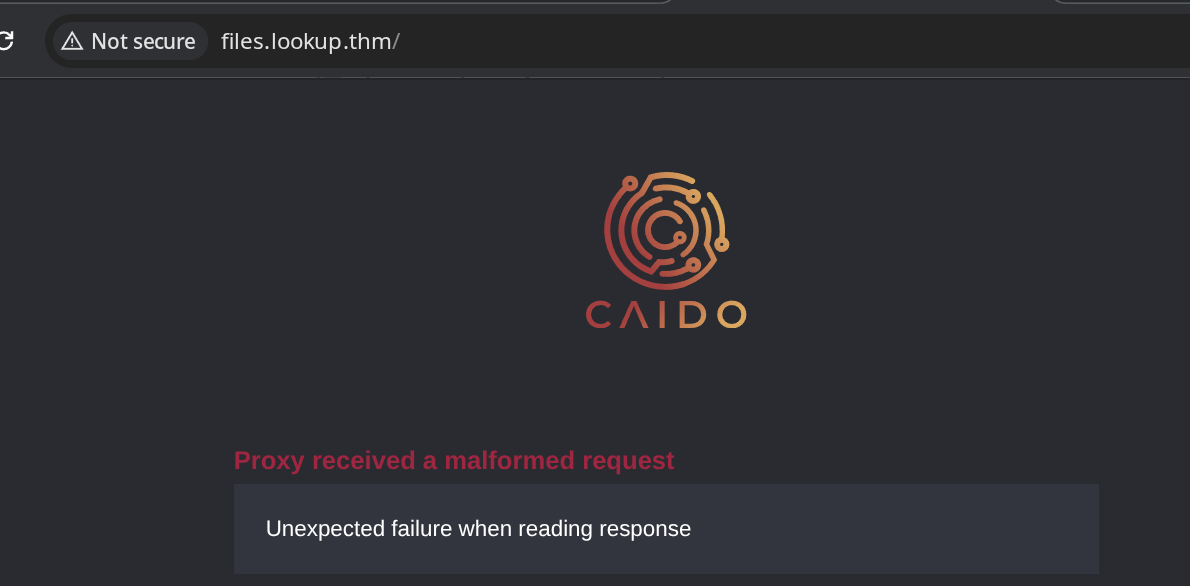 Not secure files.lookup.thm/
CAIDO
Proxy received a malformed request
Unexpected failure when reading response